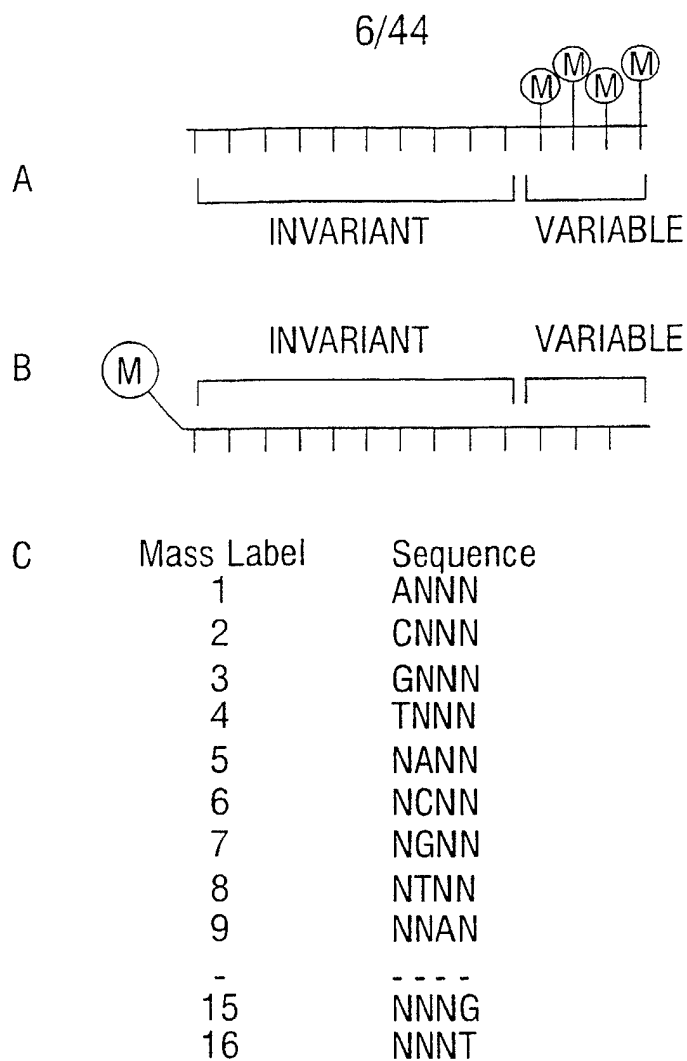 6/44
M M M M
A
INVARIANT VARIABLE
INVARIANT VARIABLE
B M
C Mass Label Sequence
1 ANNN
2 CNNN
3 GNNN
4 TNNN
5 NANN
6 NCNN
7 NGNN
8 NTNN
9 NNAN
- - - - -
15 NNNG
16 NNNT